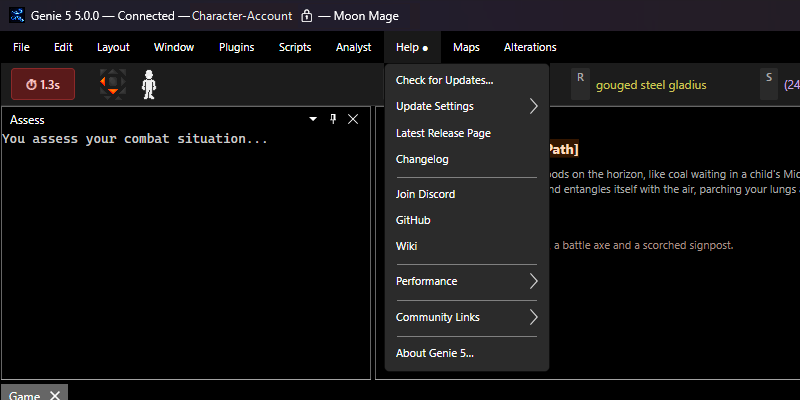 Genie 5 5.0.0 — Connected — Character-Account — Moon Mage
File Edit Layout Window Plugins Scripts Analyst Help Maps Alterations
1.3s
R gouged steel gladius S (24
Assess
You assess your combat situation...
Check for Updates...
Update Settings
Latest Release Page
Changelog
Join Discord
GitHub
Wiki
Performance
Community Links
About Genie 5...
Path]
oods on the horizon, like coal waiting in a child's Mic
nd entangles itself with the air, parching your lungs
a battle axe and a scorched signpost.
Game